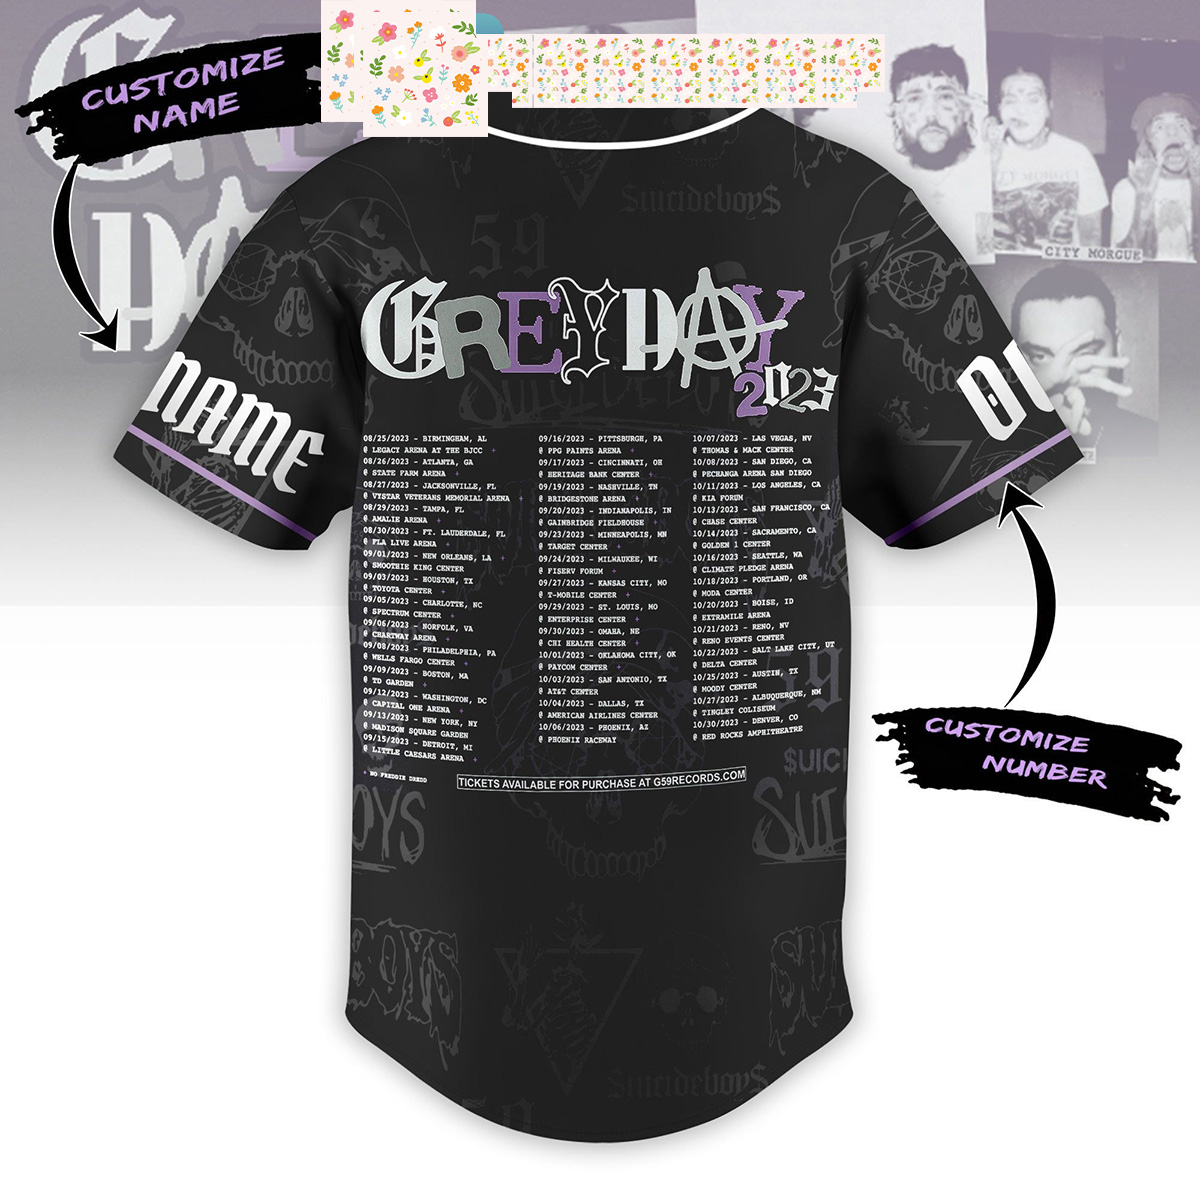 CUSTOMIZE
NAME
CITY MORGUE
$uicideboy$
59
GREY DAY
2023
NAME
08/25/2023 - BIRMINGHAM, AL
@ LEGACY ARENA AT THE BJCC +
08/26/2023 - ATLANTA, GA
@ STATE FARM ARENA +
08/27/2023 - JACKSONVILLE, FL
@ VYSTAR VETERANS MEMORIAL ARENA +
08/29/2023 - TAMPA, FL
@ AMALIE ARENA +
08/30/2023 - FT. LAUDERDALE, FL
@ FLA LIVE ARENA +
09/01/2023 - NEW ORLEANS, LA +
@ SMOOTHIE KING CENTER
09/03/2023 - HOUSTON, TX
@ TOYOTA CENTER +
09/05/2023 - CHARLOTTE, NC
@ SPECTRUM CENTER +
09/06/2023 - NORFOLK, VA
@ CHARTWAY ARENA +
09/08/2023 - PHILADELPHIA, PA
@ WELLS FARGO CENTER +
09/09/2023 - BOSTON, MA
@ TD GARDEN +
09/12/2023 - WASHINGTON, DC
@ CAPITAL ONE ARENA +
09/13/2023 - NEW YORK, NY
@ MADISON SQUARE GARDEN
09/15/2023 - DETROIT, MI
@ LITTLE CAESARS ARENA +
+ NO FREDDIE DREDD
09/16/2023 - PITTSBURGH, PA
@ PPG PAINTS ARENA +
09/17/2023 - CINCINNATI, OH
@ HERITAGE BANK CENTER +
09/19/2023 - NASHVILLE, TN
@ BRIDGESTONE ARENA +
09/20/2023 - INDIANAPOLIS, IN
@ GAINBRIDGE FIELDHOUSE +
09/23/2023 - MINNEAPOLIS, MN
@ TARGET CENTER +
09/24/2023 - MILWAUKEE, WI
@ FISERV FORUM +
09/27/2023 - KANSAS CITY, MO
@ T-MOBILE CENTER +
09/29/2023 - ST. LOUIS, MO
@ ENTERPRISE CENTER +
09/30/2023 - OMAHA, NE
@ CHI HEALTH CENTER +
10/01/2023 - OKLAHOMA CITY, OK
@ PAYCOM CENTER +
10/03/2023 - SAN ANTONIO, TX
@ AT&T CENTER
10/04/2023 - DALLAS, TX
@ AMERICAN AIRLINES CENTER
10/06/2023 - PHOENIX, AZ
@ PHOENIX RACEWAY
10/07/2023 - LAS VEGAS, NV
@ THOMAS & MACK CENTER
10/08/2023 - SAN DIEGO, CA
@ PECHANGA ARENA SAN DIEGO
10/11/2023 - LOS ANGELES, CA
@ KIA FORUM
10/13/2023 - SAN FRANCISCO, CA
@ CHASE CENTER
10/14/2023 - SACRAMENTO, CA
@ GOLDEN 1 CENTER
10/16/2023 - SEATTLE, WA
@ CLIMATE PLEDGE ARENA
10/18/2023 - PORTLAND, OR
@ MODA CENTER
10/20/2023 - BOISE, ID
@ EXTRAMILE ARENA
10/21/2023 - RENO, NV
@ RENO EVENTS CENTER
10/22/2023 - SALT LAKE CITY, UT
@ DELTA CENTER
10/25/2023 - AUSTIN, TX
@ MOODY CENTER
10/27/2023 - ALBUQUERQUE, NM
@ TINGLEY COLISEUM
10/30/2023 - DENVER, CO
@ RED ROCKS AMPHITHEATRE
TICKETS AVAILABLE FOR PURCHASE AT G59RECORDS.COM
CUSTOMIZE
NUMBER
59
$UICI
OYS
SUIC
BOYS
SUI
$uicideboy$
59